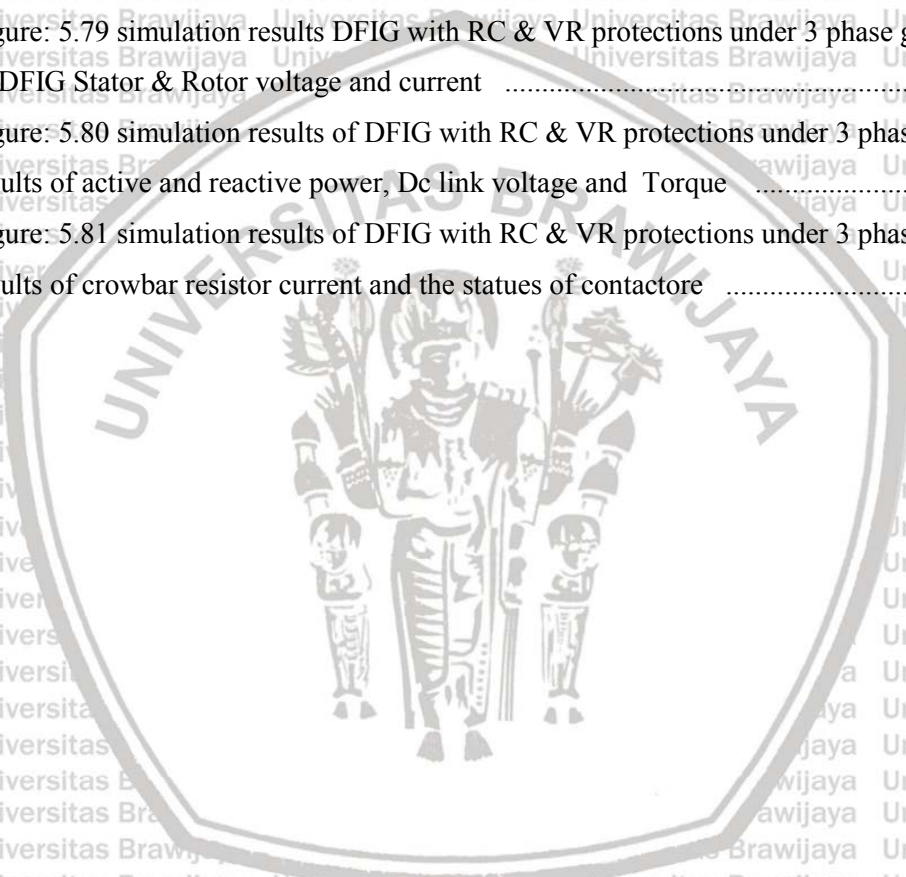 gure: 5.79 simulation results DFIG with RC & VR protections under 3 phase g
DFIG Stator & Rotor voltage and current ..........................................................
gure: 5.80 simulation results of DFIG with RC & VR protections under 3 phas
ults of active and reactive power, Dc link voltage and Torque .....................
gure: 5.81 simulation results of DFIG with RC & VR protections under 3 phas
ults of crowbar resistor current and the statues of contactore .........................
UNIVERSITAS BRAWIJAYA